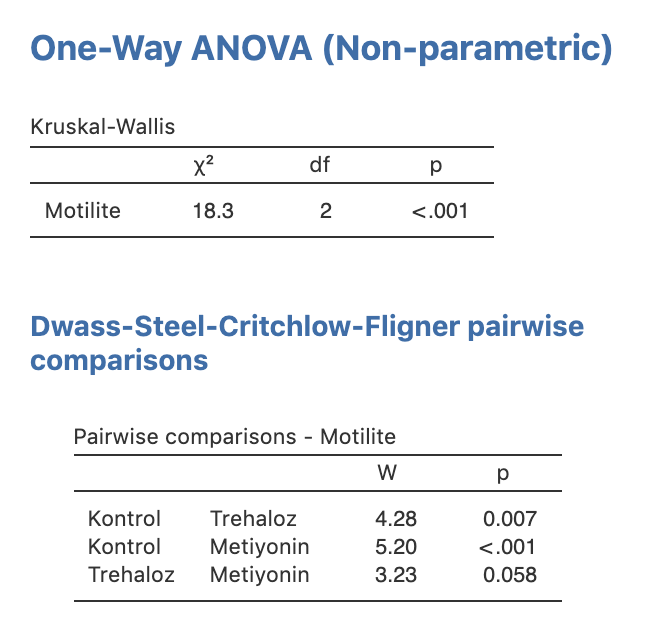 One-Way ANOVA (Non-parametric)
Kruskal-Wallis
χ² df p
Motilite 18.3 2 <.001
Dwass-Steel-Critchlow-Fligner pairwise
comparisons
Pairwise comparisons - Motilite
W p
Kontrol Trehaloz 4.28 0.007
Kontrol Metiyonin 5.20 <.001
Trehaloz Metiyonin 3.23 0.058